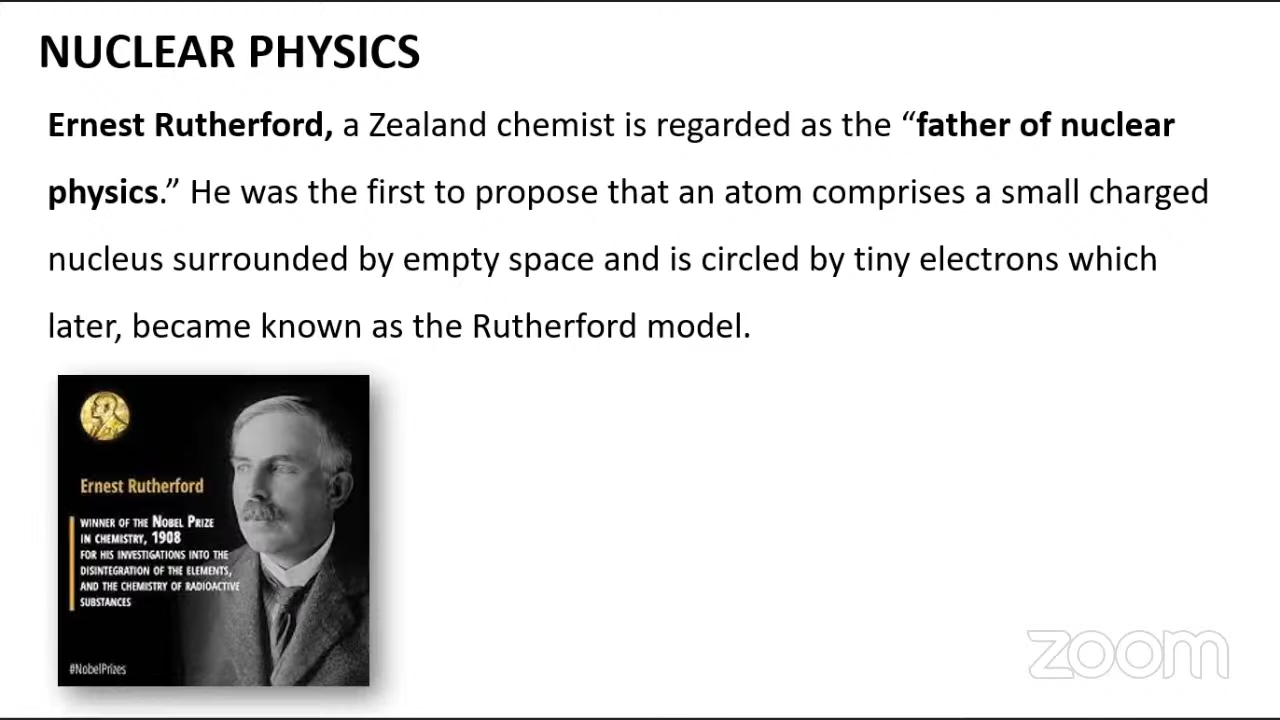 NUCLEAR PHYSICS
Ernest Rutherford, a Zealand chemist is regarded as the “father of nuclear
physics.” He was the first to propose that an atom comprises a small charged
nucleus surrounded by empty space and is circled by tiny electrons which
later, became known as the Rutherford model.
Ernest Rutherford
WINNER OF THE NOBEL PRIZE
IN CHEMISTRY, 1908
FOR HIS INVESTIGATIONS INTO THE
DISINTEGRATION OF THE ELEMENTS,
AND THE CHEMISTRY OF RADIOACTIVE
SUBSTANCES
#NobelPrizes
zoom